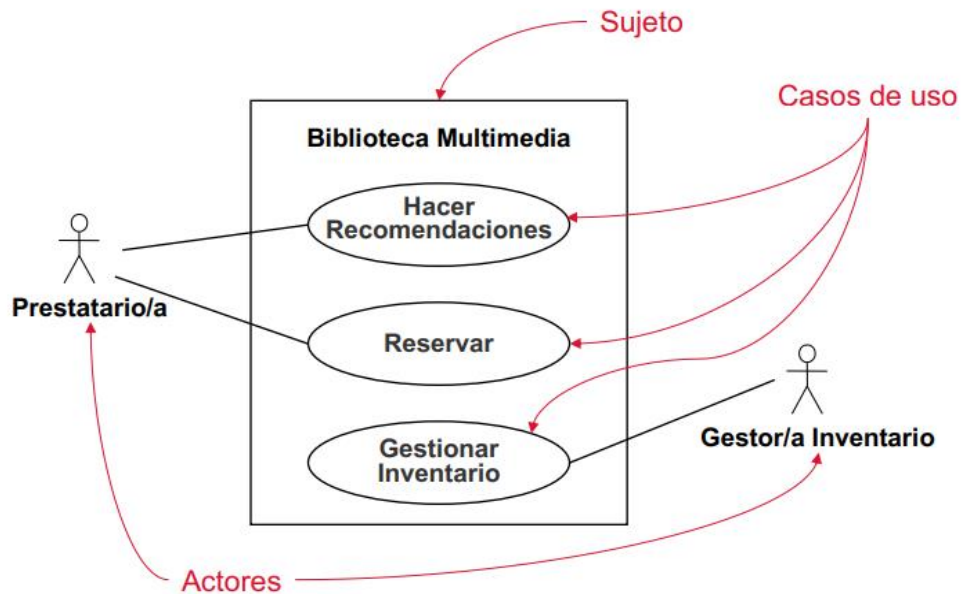 Sujeto
Casos de uso
Biblioteca Multimedia
Hacer
Recomendaciones
Prestatario/a
Reservar
Gestor/a Inventario
Gestionar
Inventario
Actores